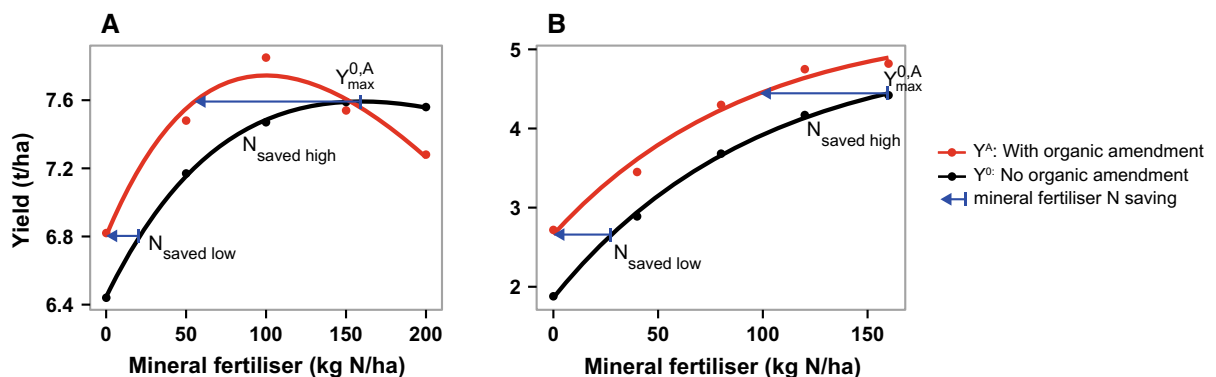 A
Yield (t/ha)
7.6
7.2
6.8
6.4
Y0,A max
N saved high
N saved low
0 50 100 150 200
Mineral fertiliser (kg N/ha)
B
5
4
3
2
Y0,A max
N saved high
N saved low
0 50 100 150
Mineral fertiliser (kg N/ha)
Yᴬ: With organic amendment
Y⁰: No organic amendment
mineral fertiliser N saving